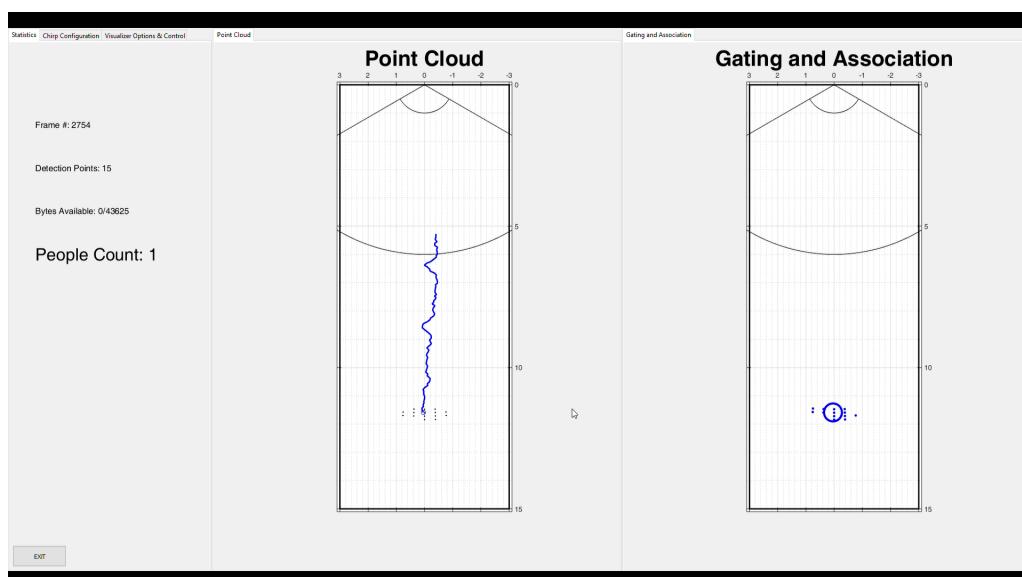 Statistics
Chirp Configuration
Visualizer Options & Control
Point Cloud
Gating and Association
Frame #: 2754
Detection Points: 15
Bytes Available: 0/43625
People Count: 1
EXIT
Point Cloud
3 2 1 0 -1 -2 -3
0
5
10
15
Gating and Association
3 2 1 0 -1 -2 -3
0
5
10
15